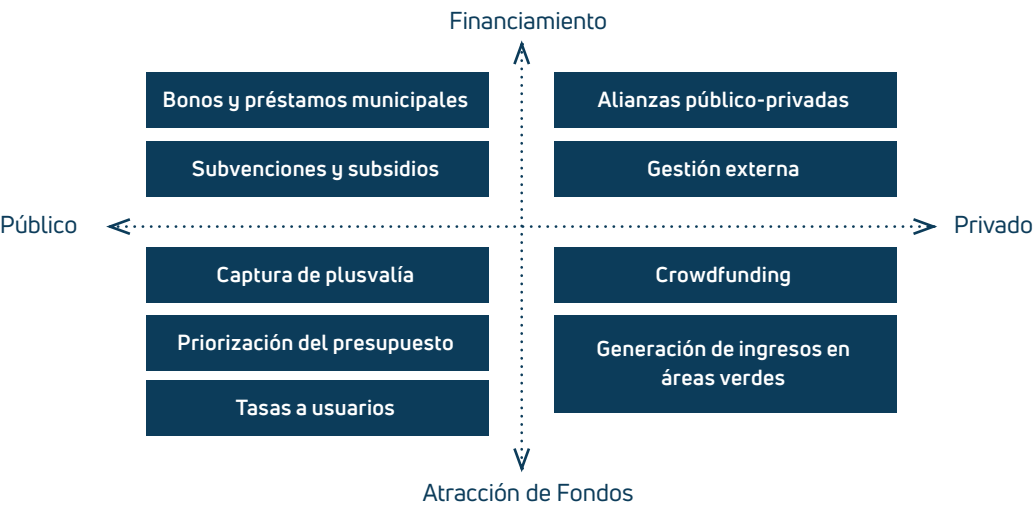 Financiamiento
Bonos y préstamos municipales
Alianzas público-privadas
Subvenciones y subsidios
Gestión externa
Público
Privado
Captura de plusvalía
Crowdfunding
Priorización del presupuesto
Generación de ingresos en
áreas verdes
Tasas a usuarios
Atracción de Fondos